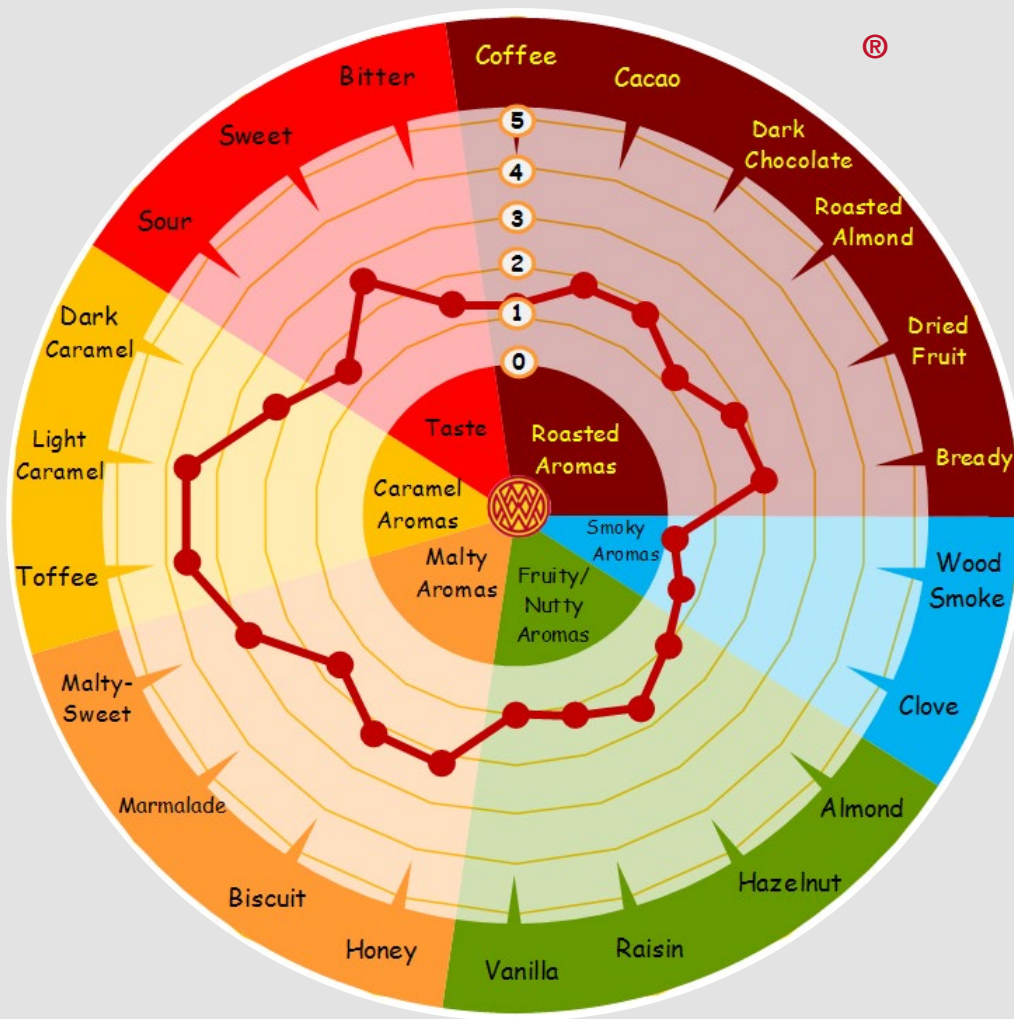 ®
Coffee
Cacao
Dark
Chocolate
Roasted
Almond
Dried
Fruit
Bready
Wood
Smoke
Clove
Almond
Hazelnut
Raisin
Vanilla
Honey
Biscuit
Marmalade
Malty-
Sweet
Toffee
Light
Caramel
Dark
Caramel
Sour
Sweet
Bitter
5
4
3
2
1
0
Taste
Roasted
Aromas
Caramel
Aromas
Smoky
Aromas
Malty
Aromas
Fruity/
Nutty
Aromas